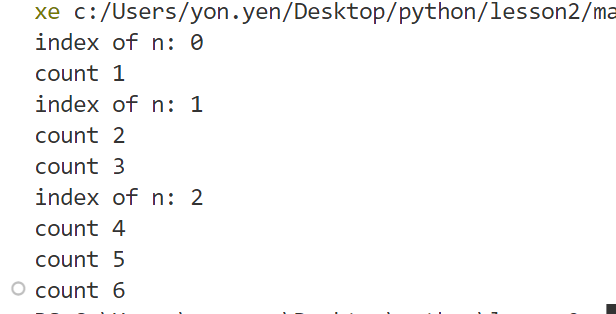 xe c:/Users/yon.yen/Desktop/python/lesson2/ma
index of n: 0
count 1
index of n: 1
count 2
count 3
index of n: 2
count 4
count 5
count 6